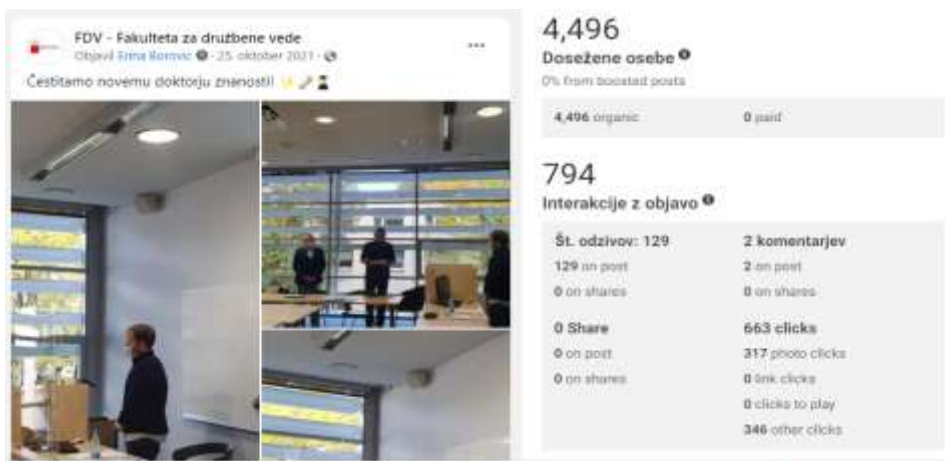 FDV - Fakulteta za družbene vede
Objavil Erna Borovic · 25. oktober 2021 ·
Čestitamo novemu doktorju znanosti!
4,496
Dosežene osebe
0% from boosted posts
4,496 organic
0 paid
794
Interakcije z objavo
Št. odzivov: 129
2 komentarjev
129 on post
2 on post
0 on shares
0 on shares
0 Share
663 clicks
0 on post
317 photo clicks
0 on shares
0 link clicks
0 clicks to play
346 other clicks